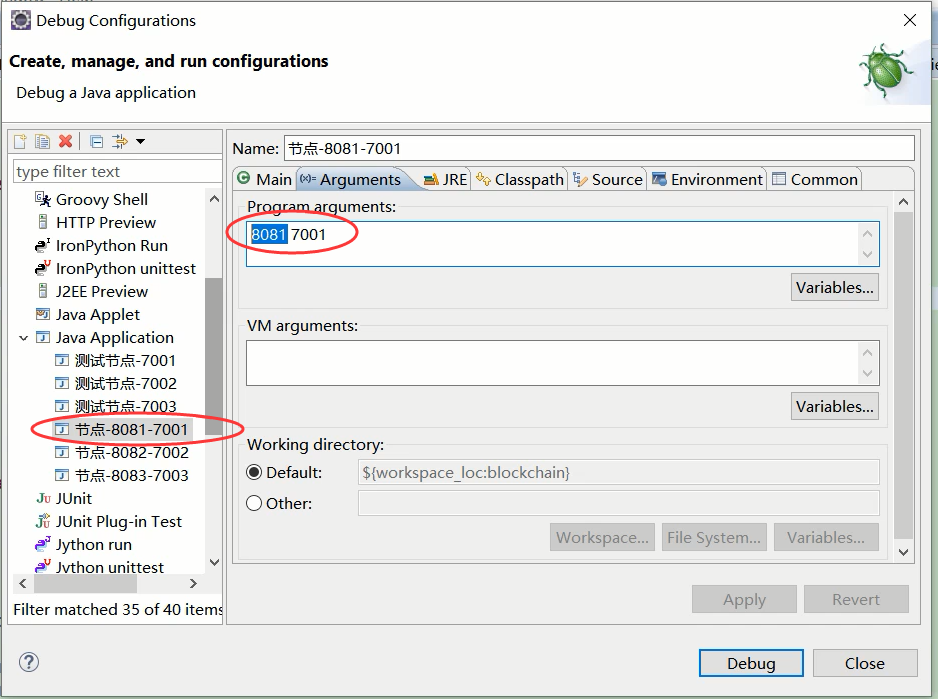 Debug Configurations
Create, manage, and run configurations
Debug a Java application
type filter text
Groovy Shell
HTTP Preview
IronPython Run
IronPython unittest
J2EE Preview
Java Applet
Java Application
测试节点-7001
测试节点-7002
测试节点-7003
节点-8081-7001
节点-8082-7002
节点-8083-7003
JUnit
JUnit Plug-in Test
Jython run
Jython unittest
Filter matched 35 of 40 items
Name: 节点-8081-7001
Main Arguments JRE Classpath Source Environment Common
Program arguments:
8081 7001
Variables...
VM arguments:
Variables...
Working directory:
Default: ${workspace_loc:blockchain}
Other:
Workspace... File System... Variables...
Apply Revert
Debug Close